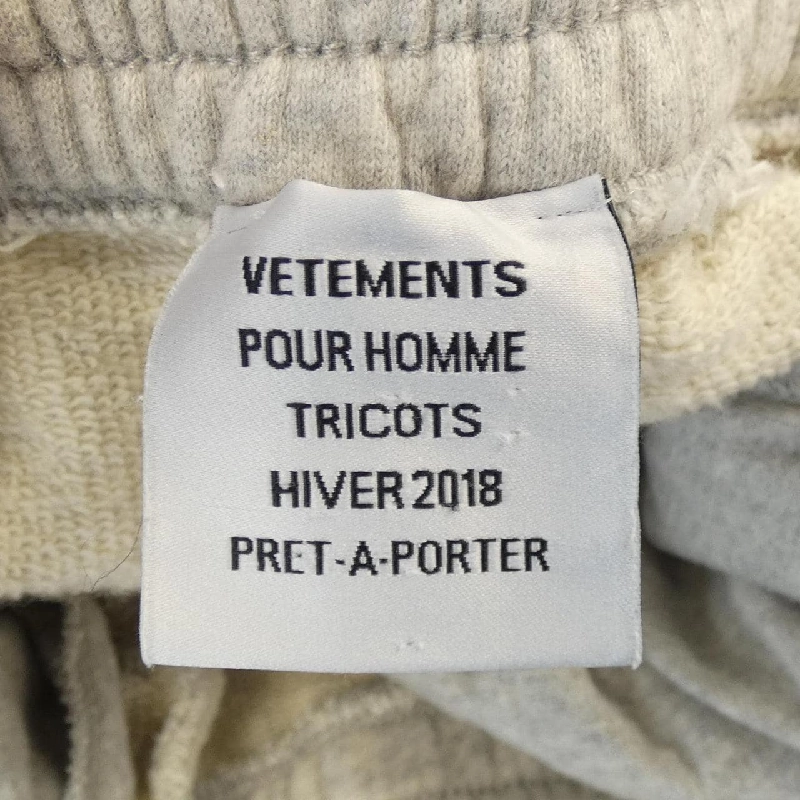 VETEMENTS
POUR HOMME
TRICOTS
HIVER 2018
PRET-A-PORTER